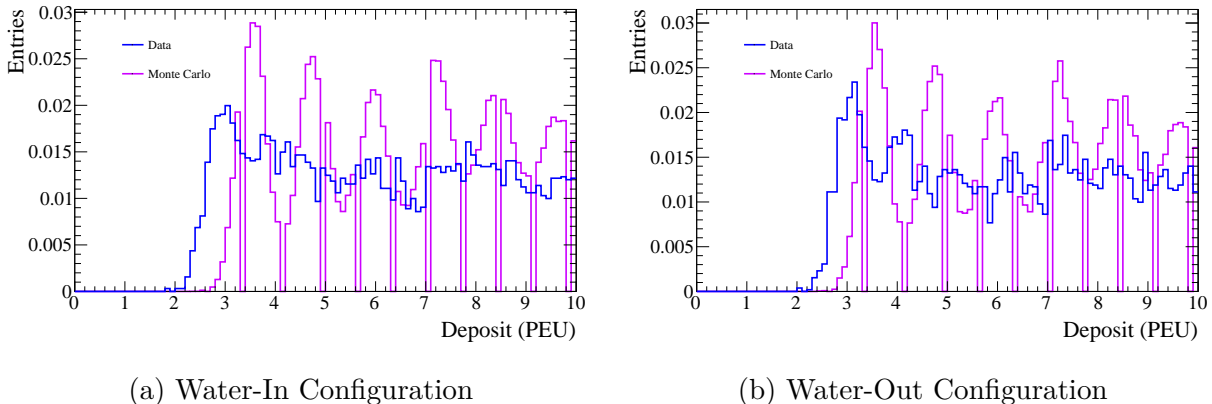 Entries
0.03
0.025
0.02
0.015
0.01
0.005
0
Data
Monte Carlo
0 1 2 3 4 5 6 7 8 9 10
Deposit (PEU)
(a) Water-In Configuration
Entries
0.03
0.025
0.02
0.015
0.01
0.005
0
Data
Monte Carlo
0 1 2 3 4 5 6 7 8 9 10
Deposit (PEU)
(b) Water-Out Configuration